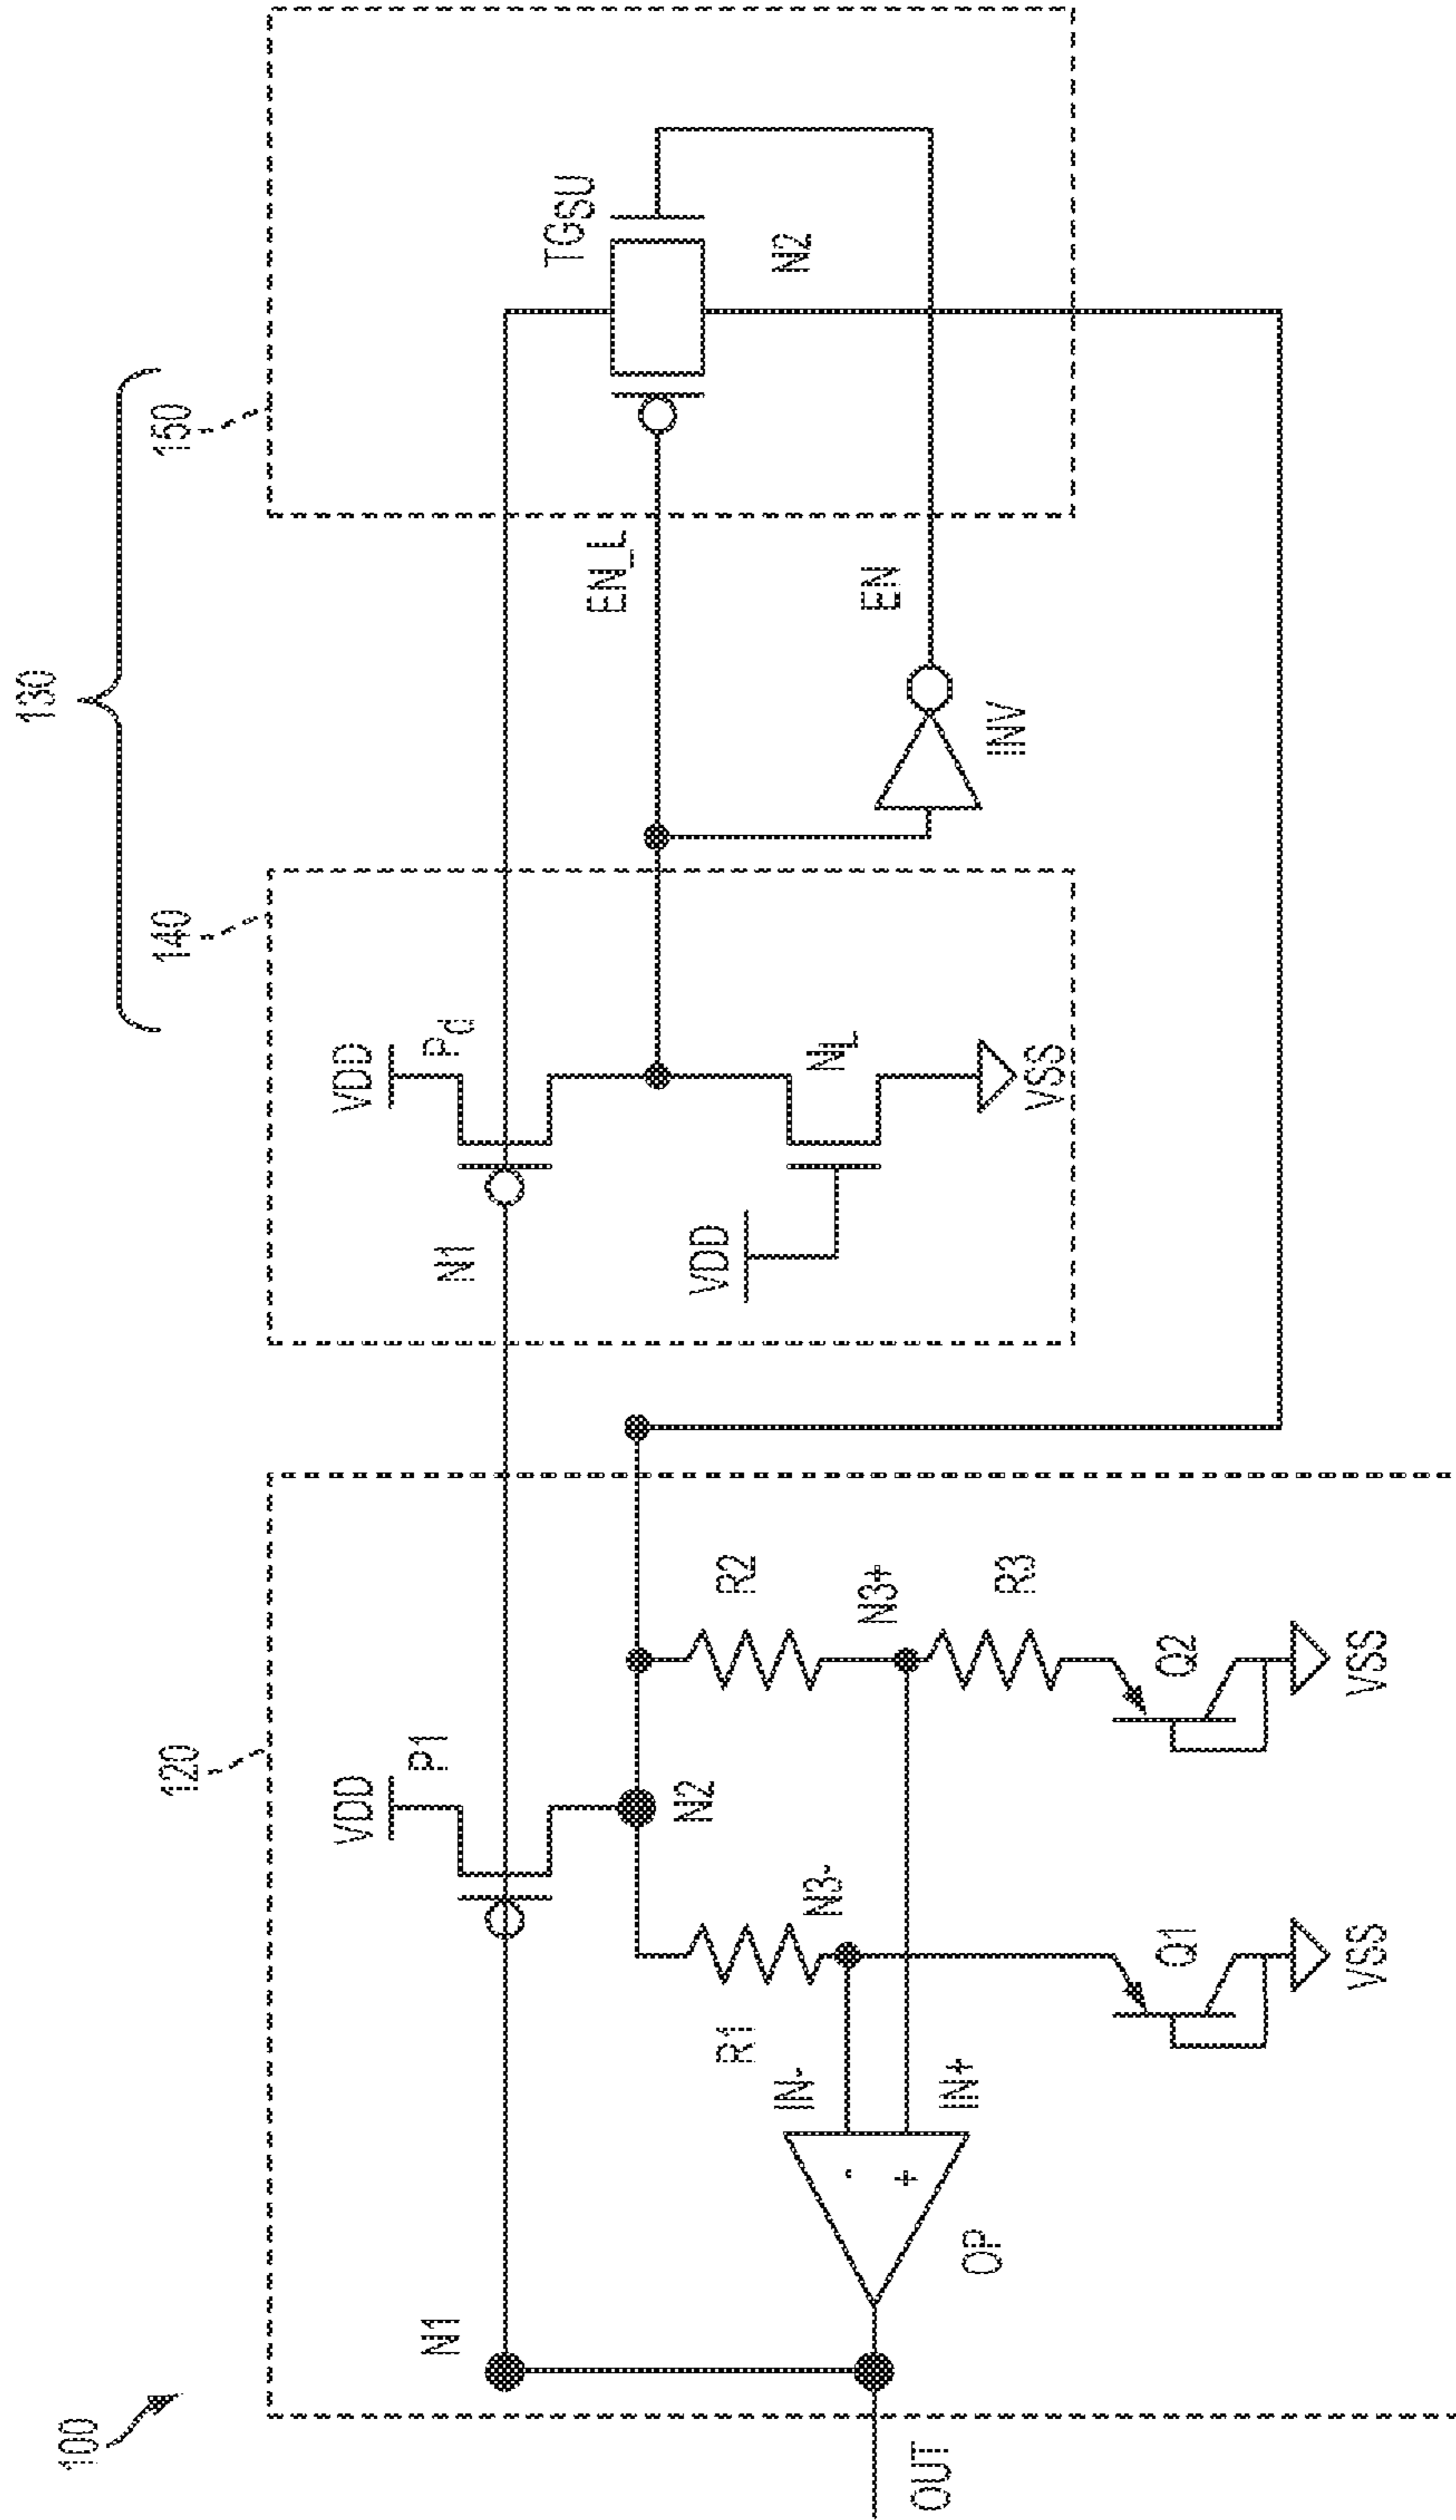 100
130
120
140
150
VDD
P1
N1
N2
R1
R2
N3-
N3+
R3
IN-
IN+
-
+
OP
OUT
Q1
Q2
VSS
VSS
VDD
Pd
N1
VDD
NL
VSS
EN_L
EN
INV
TGSU
N2